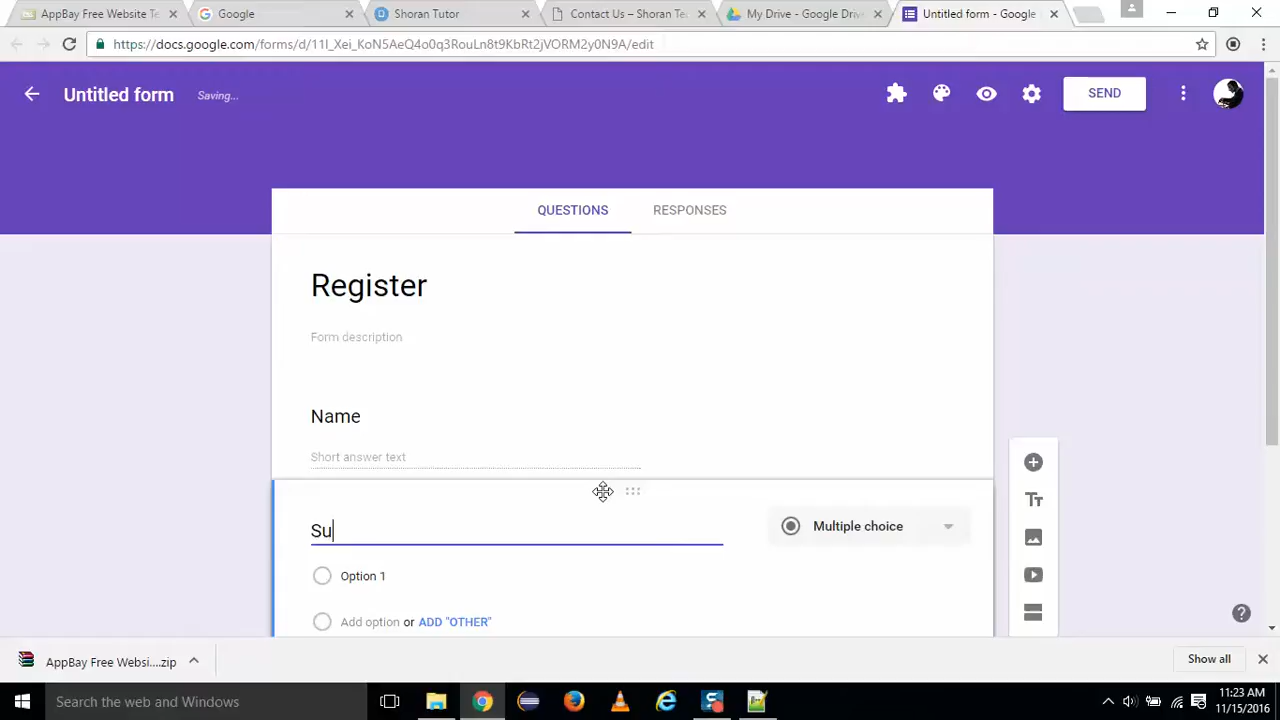 AppBay Free Website Te
Google
Shoran Tutor
Contact Us – Shoran Tec
My Drive - Google Drive
Untitled form - Google
https://docs.google.com/forms/d/11l_Xei_KoN5AeQ4o0q3RouLn8t9KbRt2jVORM2y0N9A/edit
Untitled form
Saving...
SEND
QUESTIONS
RESPONSES
Register
Form description
Name
Short answer text
Su
Multiple choice
Option 1
Add option or ADD "OTHER"
AppBay Free Websi....zip
Show all
Search the web and Windows
11:23 AM
11/15/2016